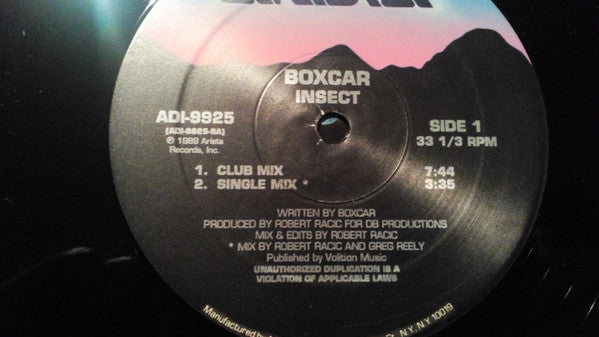 BOXCAR
INSECT
ADI-9925
[ADI-9925-SA]
℗ 1989 Arista
Records, Inc.
SIDE 1
33 1/3 RPM
1. CLUB MIX 7:44
2. SINGLE MIX * 3:35
WRITTEN BY BOXCAR
PRODUCED BY ROBERT RACIC FOR DB PRODUCTIONS
MIX & EDITS BY ROBERT RACIC
* MIX BY ROBERT RACIC AND GREG REELY
Published by Volition Music
UNAUTHORIZED DUPLICATION IS A
VIOLATION OF APPLICABLE LAWS
Manufactured by
N.Y. N.Y. 10019